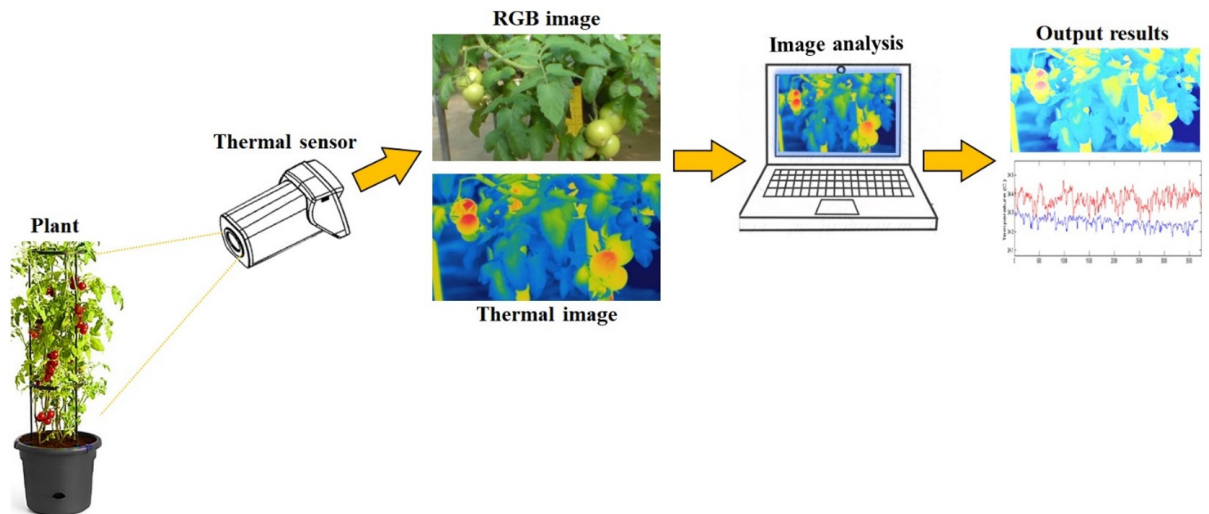 RGB image
Image analysis
Output results
Thermal sensor
Plant
Thermal image